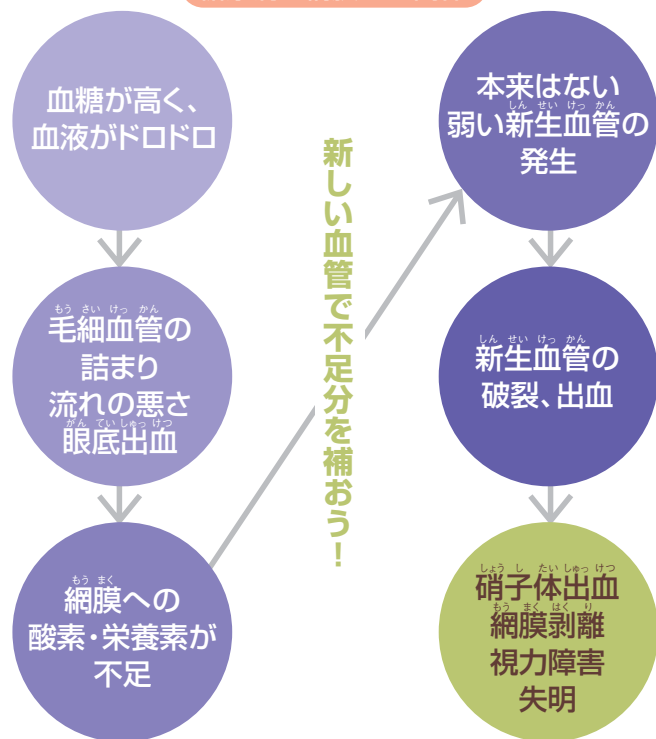 血糖が高く、
血液がドロドロ
もうさいけっかん
毛細血管の
詰まり
流れの悪さ
がんていしゅっけつ
眼底出血
もうまく
網膜への
酸素・栄養素が
不足
新しい血管で不足分を補おう!
本来はない
しんせいけっかん
弱い新生血管の
発生
しんせいけっかん
新生血管の
破裂、出血
しょうしたいしゅっけつ
硝子体出血
もうまくはくり
網膜剥離
視力障害
失明